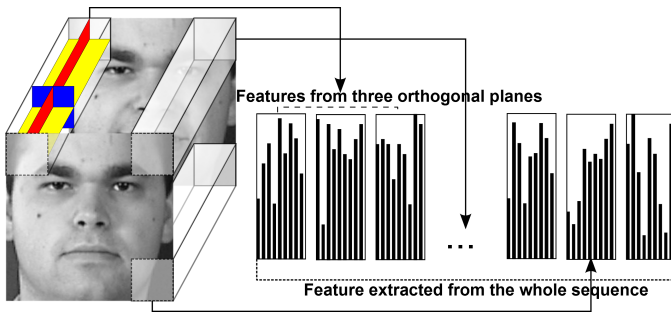 Features from three orthogonal planes
...
Feature extracted from the whole sequence